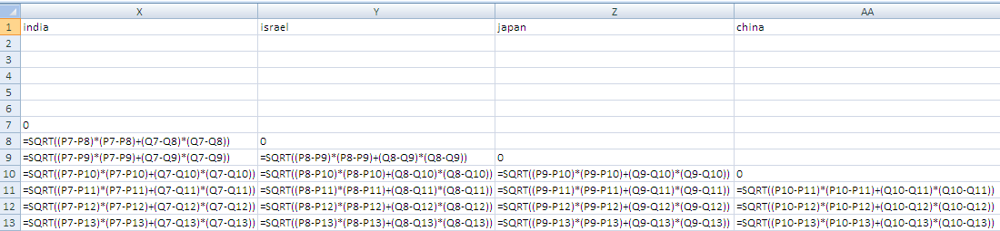 X Y Z AA
1 india israel japan china
2
3
4
5
6
7 0
8 =SQRT((P7-P8)*(P7-P8)+(Q7-Q8)*(Q7-Q8)) 0
9 =SQRT((P7-P9)*(P7-P9)+(Q7-Q9)*(Q7-Q9)) =SQRT((P8-P9)*(P8-P9)+(Q8-Q9)*(Q8-Q9)) 0
10 =SQRT((P7-P10)*(P7-P10)+(Q7-Q10)*(Q7-Q10)) =SQRT((P8-P10)*(P8-P10)+(Q8-Q10)*(Q8-Q10)) =SQRT((P9-P10)*(P9-P10)+(Q9-Q10)*(Q9-Q10)) 0
11 =SQRT((P7-P11)*(P7-P11)+(Q7-Q11)*(Q7-Q11)) =SQRT((P8-P11)*(P8-P11)+(Q8-Q11)*(Q8-Q11)) =SQRT((P9-P11)*(P9-P11)+(Q9-Q11)*(Q9-Q11)) =SQRT((P10-P11)*(P10-P11)+(Q10-Q11)*(Q10-Q11))
12 =SQRT((P7-P12)*(P7-P12)+(Q7-Q12)*(Q7-Q12)) =SQRT((P8-P12)*(P8-P12)+(Q8-Q12)*(Q8-Q12)) =SQRT((P9-P12)*(P9-P12)+(Q9-Q12)*(Q9-Q12)) =SQRT((P10-P12)*(P10-P12)+(Q10-Q12)*(Q10-Q12))
13 =SQRT((P7-P13)*(P7-P13)+(Q7-Q13)*(Q7-Q13)) =SQRT((P8-P13)*(P8-P13)+(Q8-Q13)*(Q8-Q13)) =SQRT((P9-P13)*(P9-P13)+(Q9-Q13)*(Q9-Q13)) =SQRT((P10-P13)*(P10-P13)+(Q10-Q13)*(Q10-Q13))